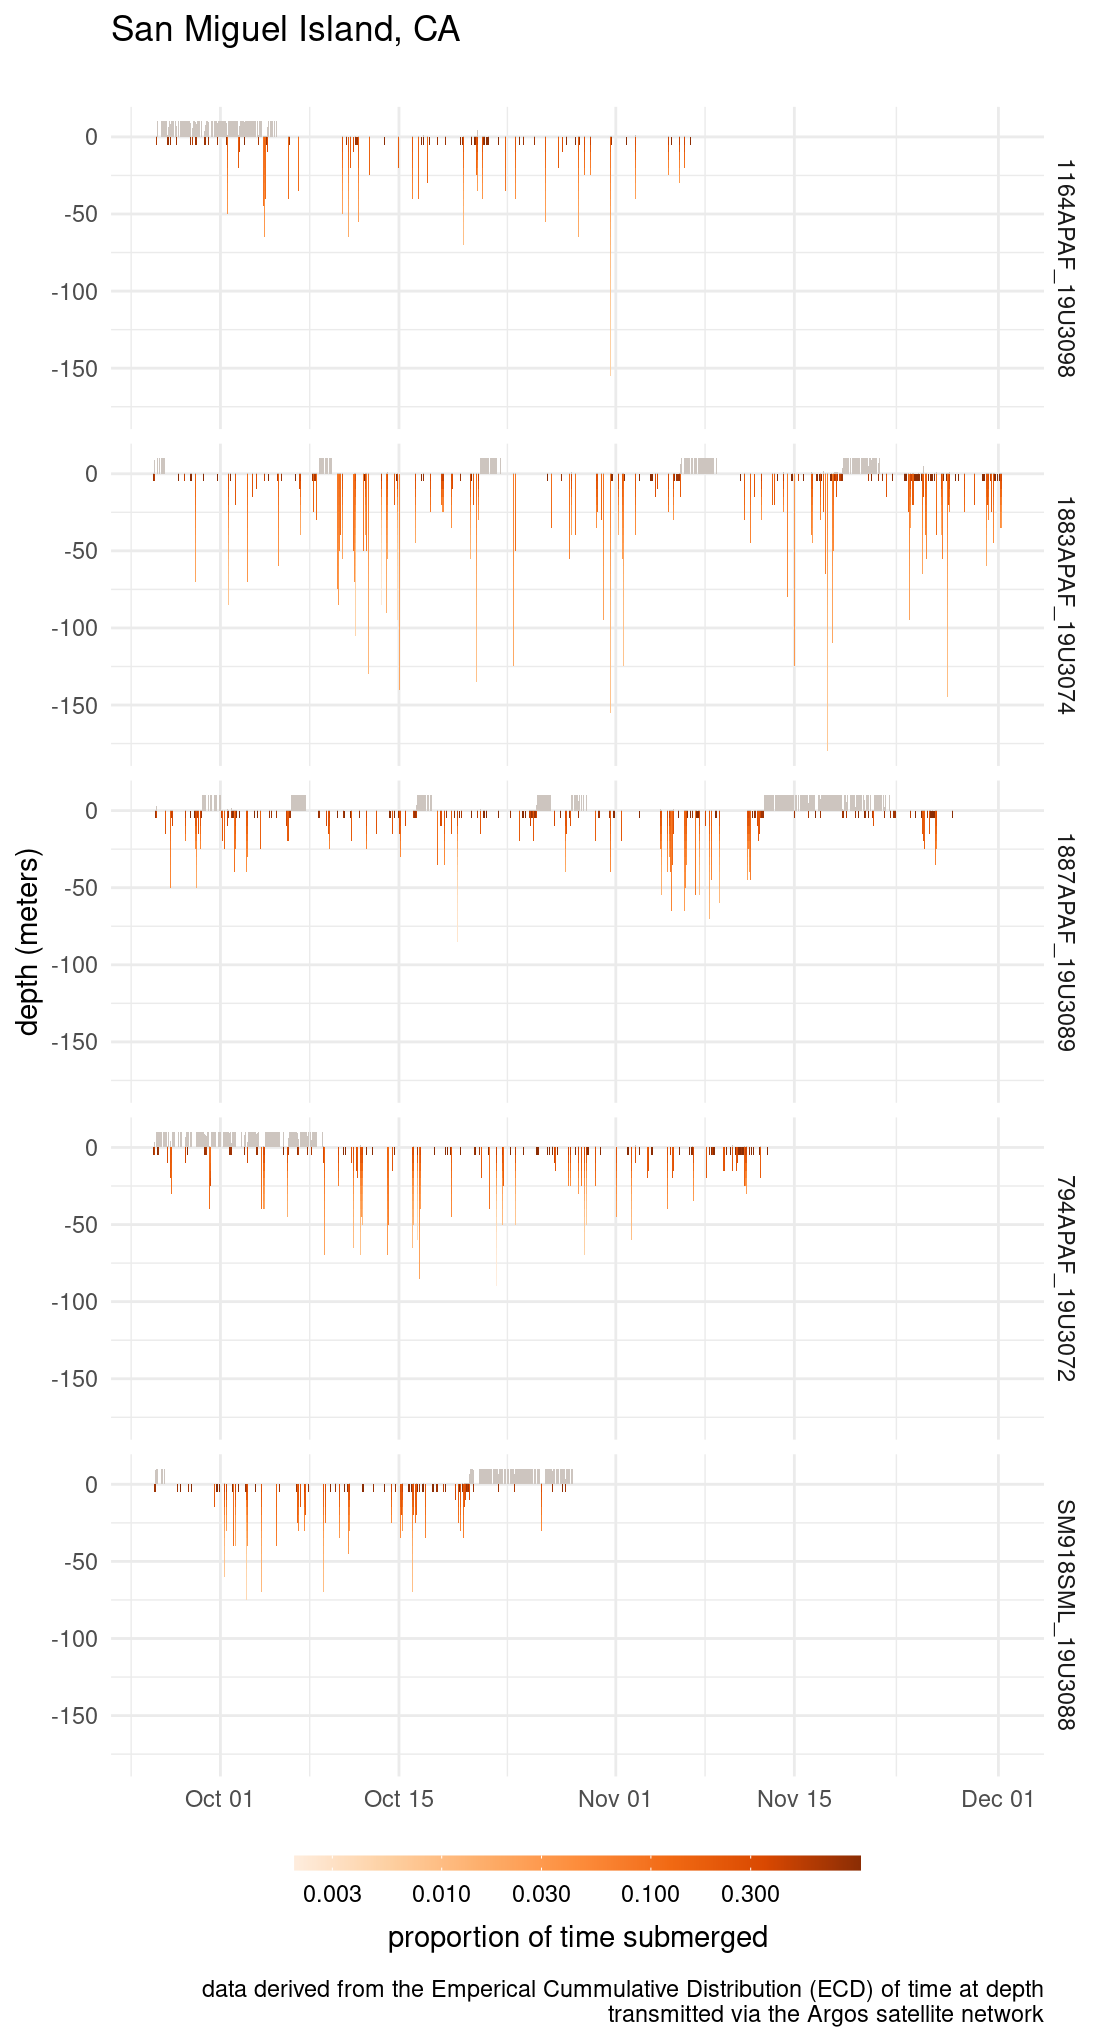 San Miguel Island, CA
0
-50
-100
-150
1164APAF_19U3098
0
-50
-100
-150
1883APAF_19U3074
depth (meters)
0
-50
-100
-150
1887APAF_19U3089
0
-50
-100
-150
794APAF_19U3072
0
-50
-100
-150
SM918SML_19U3088
Oct 01 Oct 15 Nov 01 Nov 15 Dec 01
0.003 0.010 0.030 0.100 0.300
proportion of time submerged
data derived from the Emperical Cummulative Distribution (ECD) of time at depth
transmitted via the Argos satellite network